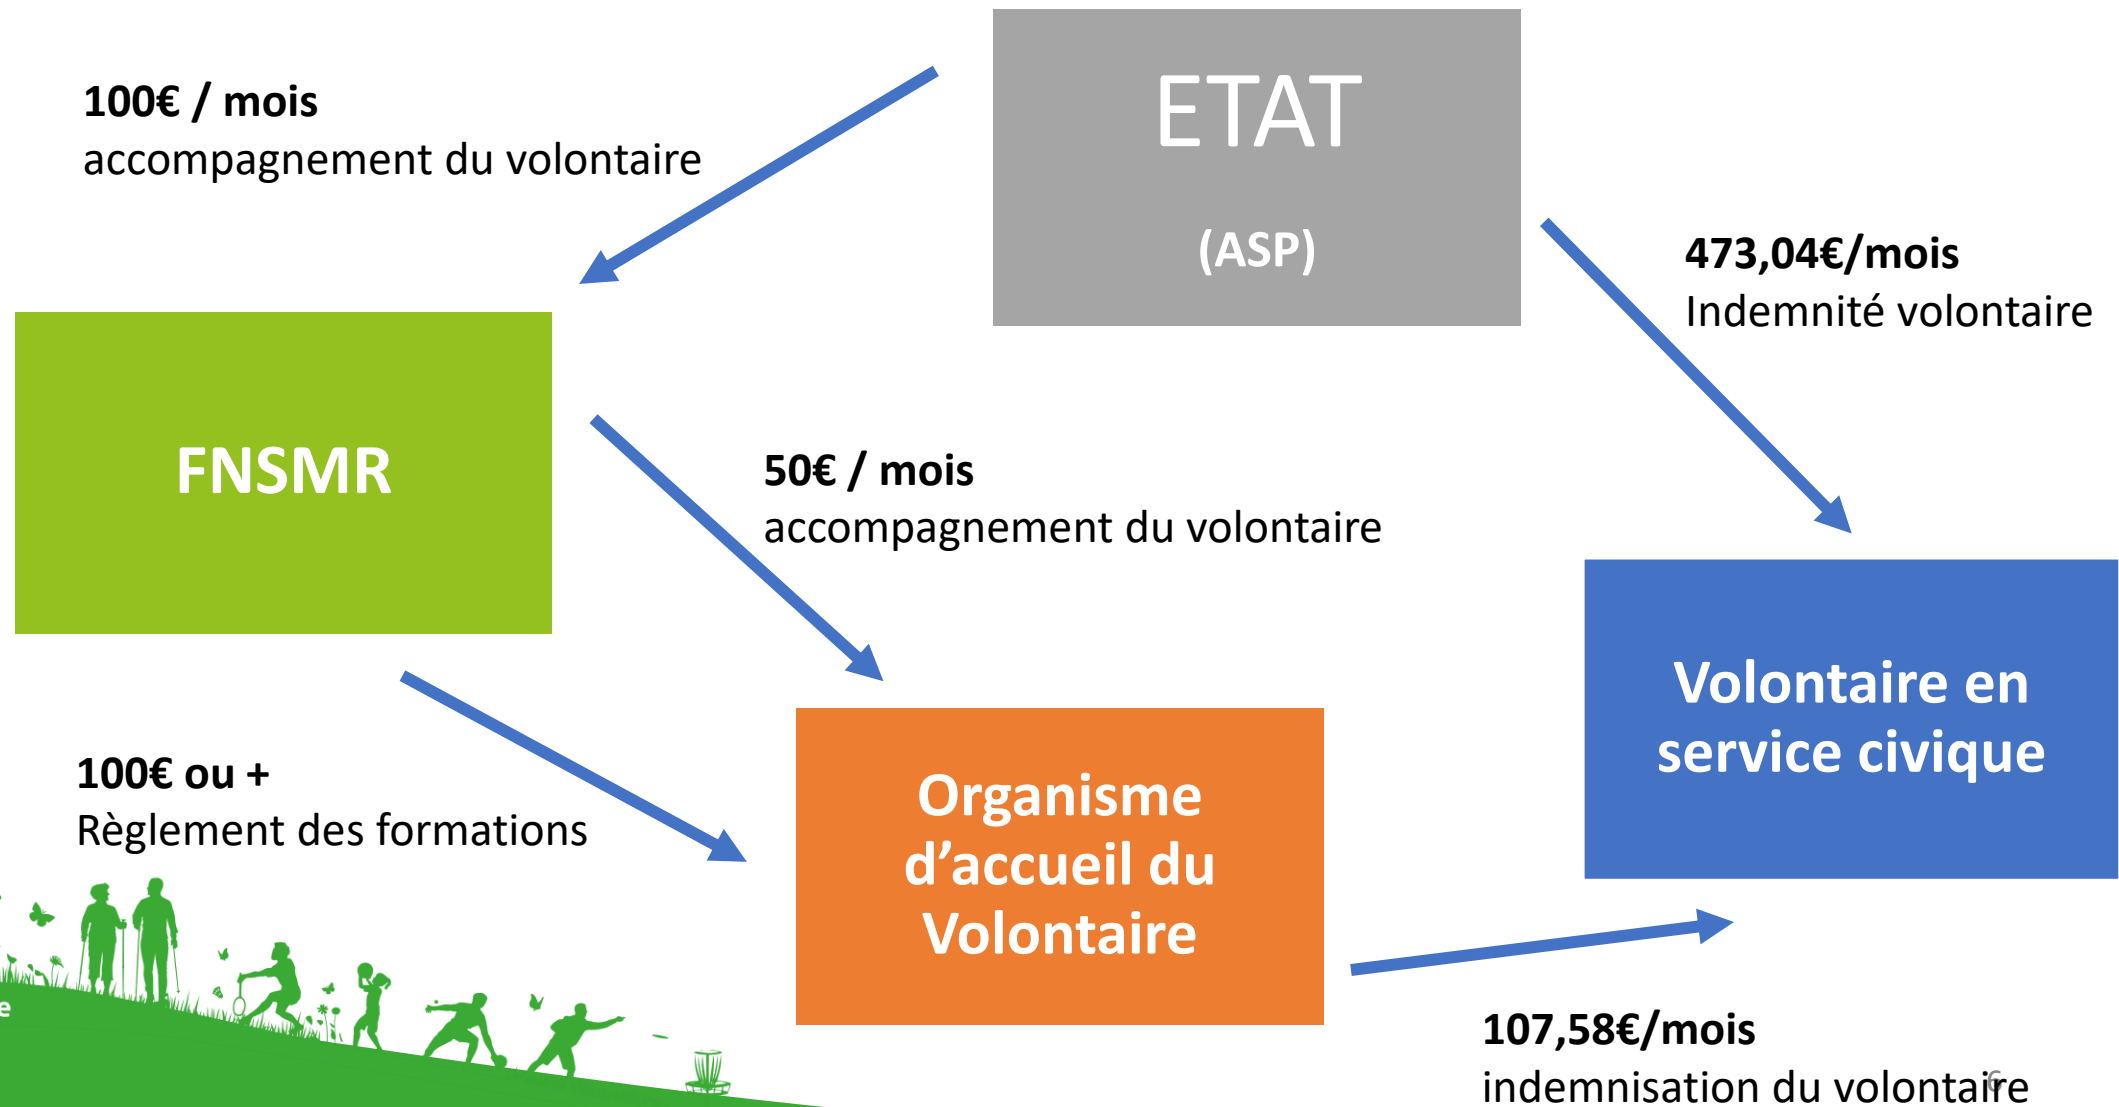 ETAT
(ASP)
100€ / mois
accompagnement du volontaire
473,04€/mois
Indemnité volontaire
FNSMR
50€ / mois
accompagnement du volontaire
Volontaire en
service civique
100€ ou +
Règlement des formations
Organisme
d’accueil du
Volontaire
107,58€/mois
indemnisation du volontaire
6
e